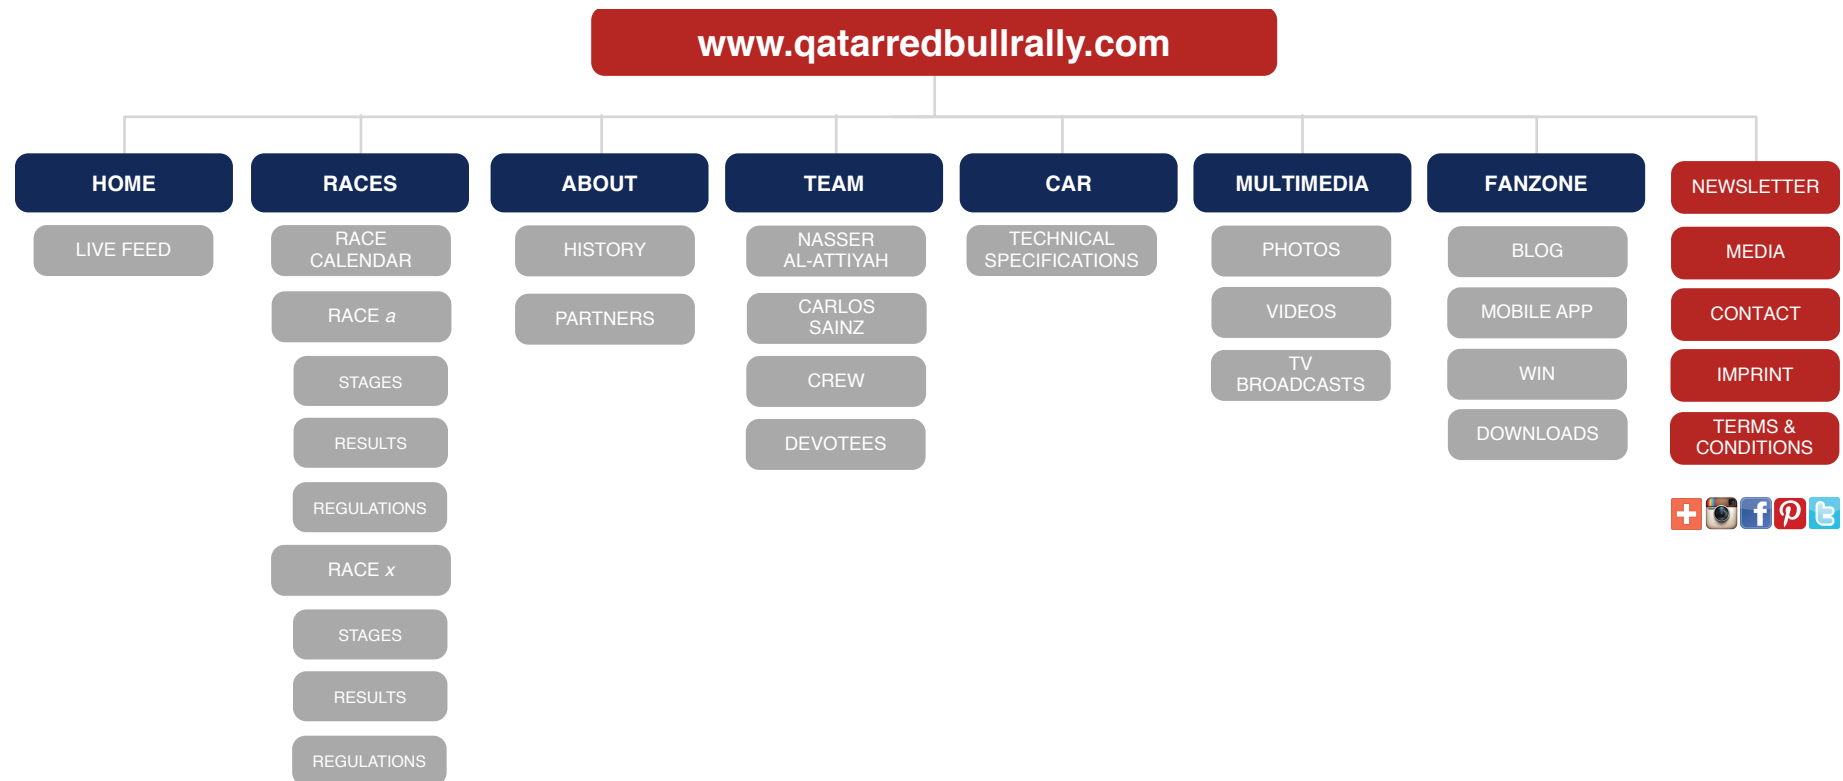 www.qatarredbullrally.com
HOME
LIVE FEED
RACES
RACE
CALENDAR
RACE a
STAGES
RESULTS
REGULATIONS
RACE x
STAGES
RESULTS
REGULATIONS
ABOUT
HISTORY
PARTNERS
TEAM
NASSER
AL-ATTIYAH
CARLOS
SAINZ
CREW
DEVOTEES
CAR
TECHNICAL
SPECIFICATIONS
MULTIMEDIA
PHOTOS
VIDEOS
TV
BROADCASTS
FANZONE
BLOG
MOBILE APP
WIN
DOWNLOADS
NEWSLETTER
MEDIA
CONTACT
IMPRINT
TERMS &
CONDITIONS